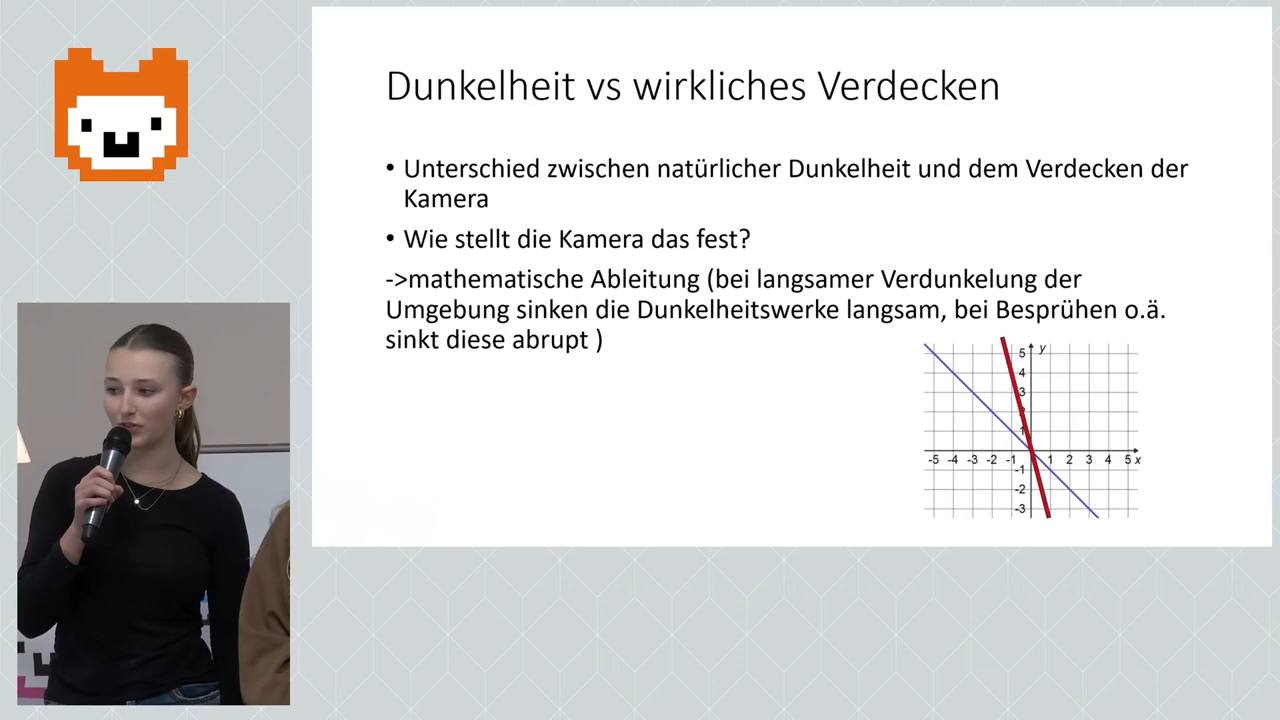 Dunkelheit vs wirkliches Verdecken
• Unterschied zwischen natürlicher Dunkelheit und dem Verdecken der
Kamera
• Wie stellt die Kamera das fest?
->mathematische Ableitung (bei langsamer Verdunkelung der
Umgebung sinken die Dunkelheitswerke langsam, bei Besprühen o.ä.
sinkt diese abrupt )
y
5
4
3
2
1
-5 -4 -3 -2 -1 1 2 3 4 5 x
-1
-2
-3